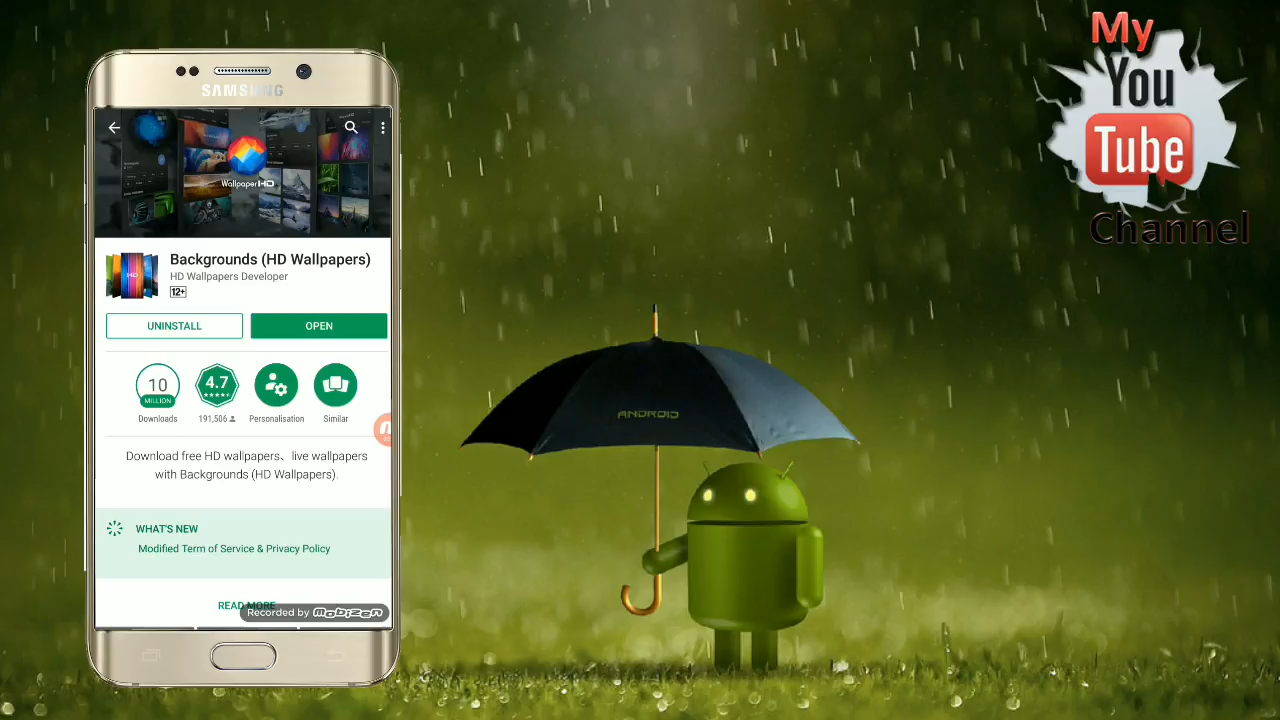 SAMSUNG
WallpaperHD
HD
Backgrounds (HD Wallpapers)
HD Wallpapers Developer
12+
UNINSTALL
OPEN
10
MILLION
Downloads
4.7
191,506
Personalisation
Similar
Download free HD wallpapers、live wallpapers
with Backgrounds (HD Wallpapers).
WHAT'S NEW
Modified Term of Service & Privacy Policy
READ MORE
Recorded by mobizen
ANDROID
My
You
Tube
Channel